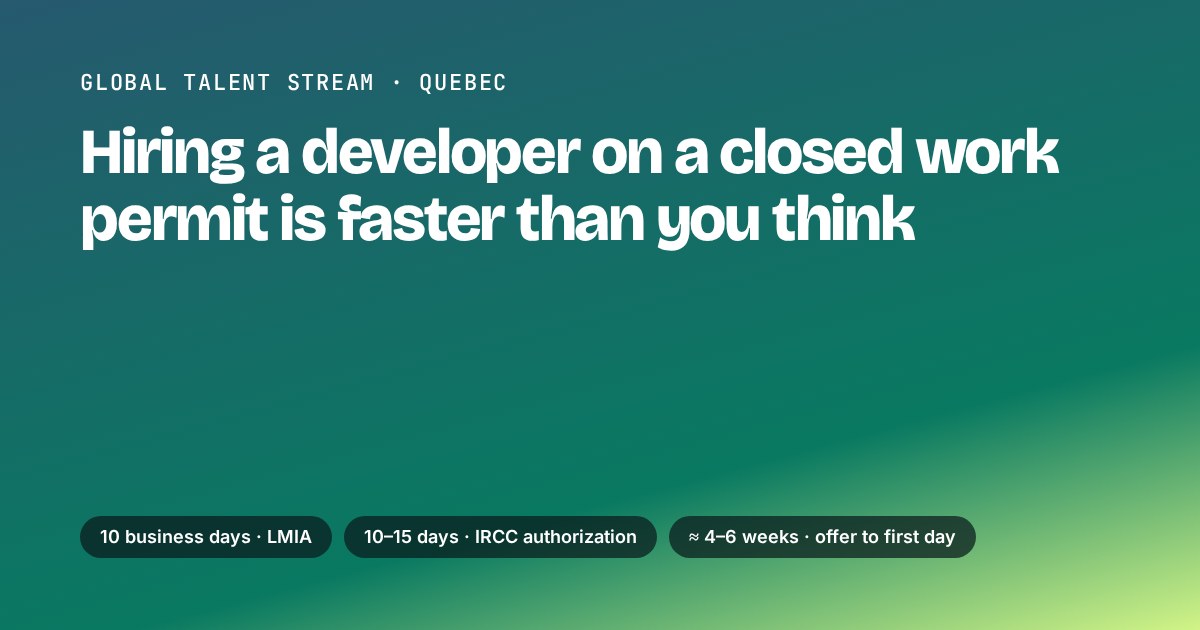 GLOBAL TALENT STREAM · QUEBEC
Hiring a developer on a closed work
permit is faster than you think
10 business days · LMIA
10–15 days · IRCC authorization
≈ 4–6 weeks · offer to first day